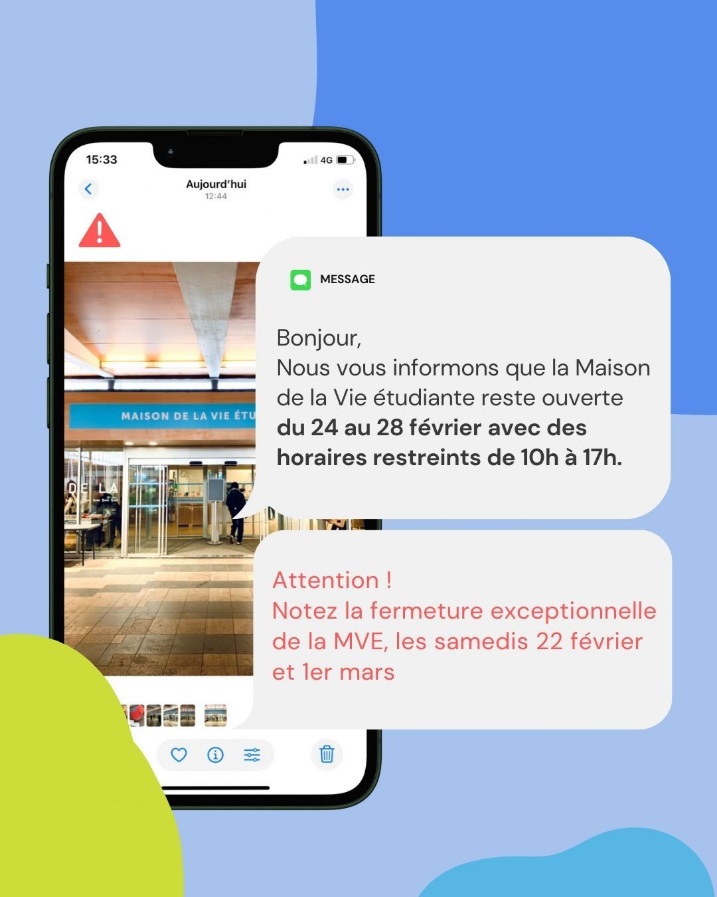 15:33
4G
Aujourd'hui
12:44
MESSAGE
Bonjour,
Nous vous informons que la Maison
de la Vie étudiante reste ouverte
du 24 au 28 février avec des
horaires restreints de 10h à 17h.
MAISON DE LA VIE ÉTU
DE LA
Attention !
Notez la fermeture exceptionnelle
de la MVE, les samedis 22 février
et 1er mars